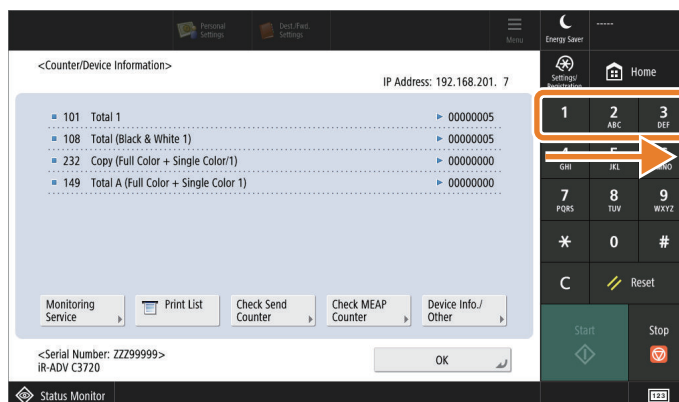 Personal
Settings
Dest./Fwd.
Settings
Menu
Energy Saver
-----
<Counter/Device Information>
IP Address: 192.168.201. 7
Settings/
Registration
Home
101 Total 1 00000005
108 Total (Black & White 1) 00000005
232 Copy (Full Color + Single Color/1) 00000000
149 Total A (Full Color + Single Color 1) 00000000
1
2
ABC
3
DEF
GHI
JKL
7
PQRS
8
TUV
9
WXYZ
0
#
C
Reset
Monitoring
Service
Print List
Check Send
Counter
Check MEAP
Counter
Device Info./
Other
Start
Stop
<Serial Number: ZZZ99999>
iR-ADV C3720
OK
Status Monitor
123